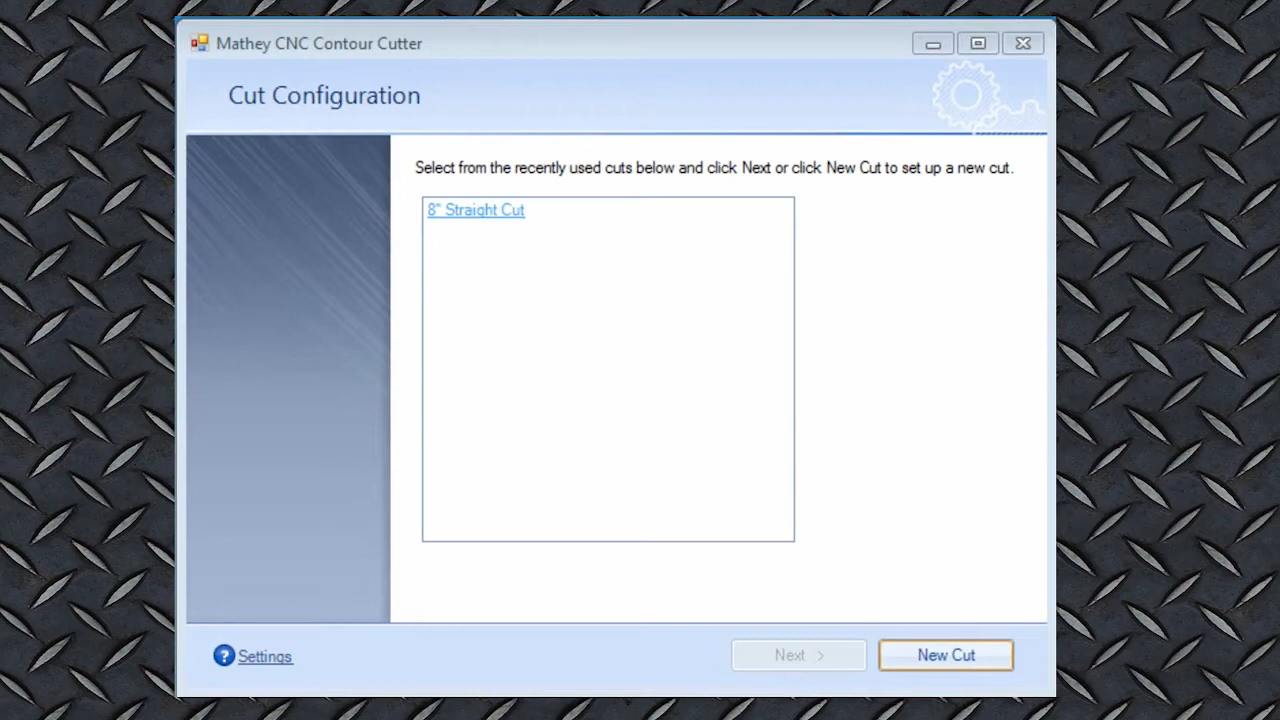 Mathey CNC Contour Cutter
Cut Configuration
Select from the recently used cuts below and click Next or click New Cut to set up a new cut.
8" Straight Cut
? Settings
Next >
New Cut